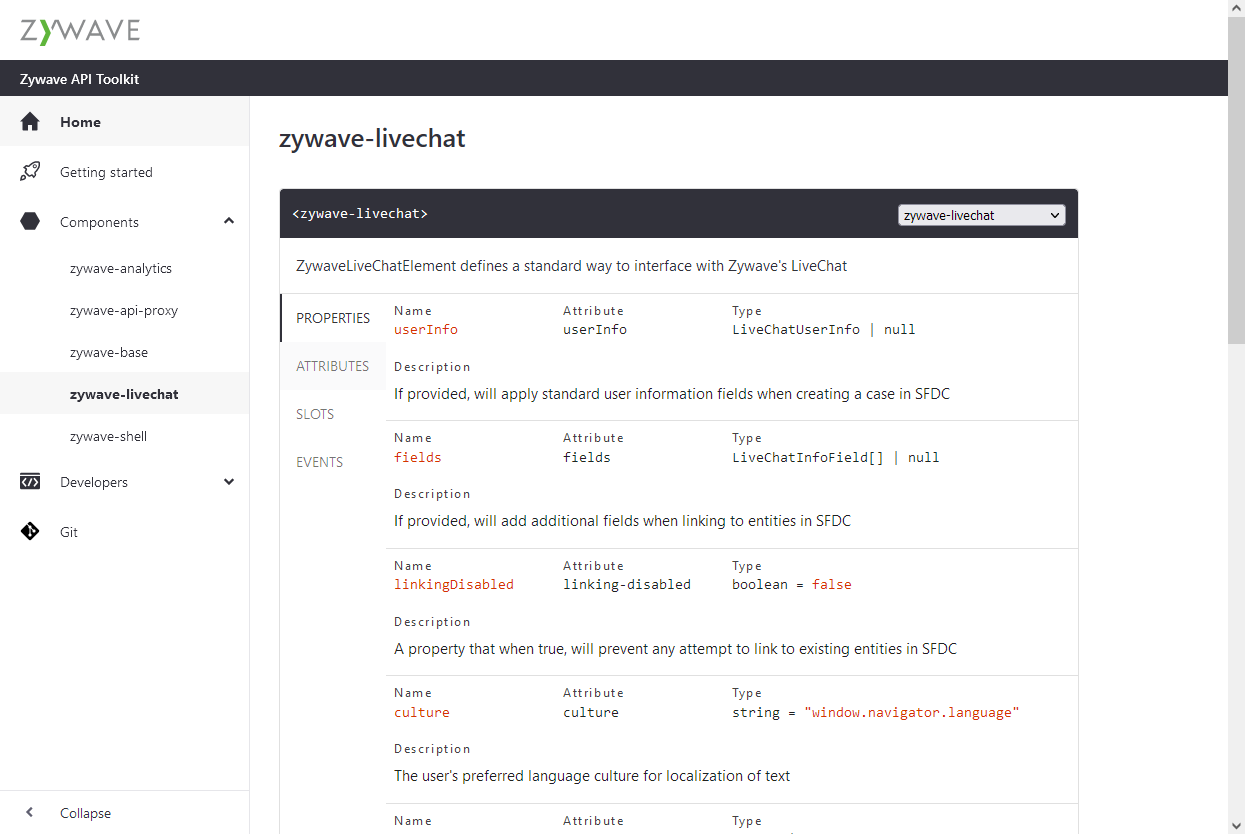 ZYWAVE
Zywave API Toolkit
Home
Getting started
Components
zywave-analytics
zywave-api-proxy
zywave-base
zywave-livechat
zywave-shell
Developers
Git
Collapse
zywave-livechat
<zywave-livechat>
zywave-livechat
ZywaveLiveChatElement defines a standard way to interface with Zywave's LiveChat
PROPERTIES
ATTRIBUTES
SLOTS
EVENTS
Name Attribute Type
userInfo userInfo LiveChatUserInfo | null
Description
If provided, will apply standard user information fields when creating a case in SFDC
Name Attribute Type
fields fields LiveChatInfoField[] | null
Description
If provided, will add additional fields when linking to entities in SFDC
Name Attribute Type
linkingDisabled linking-disabled boolean = false
Description
A property that when true, will prevent any attempt to link to existing entities in SFDC
Name Attribute Type
culture culture string = "window.navigator.language"
Description
The user's preferred language culture for localization of text
Name Attribute Type